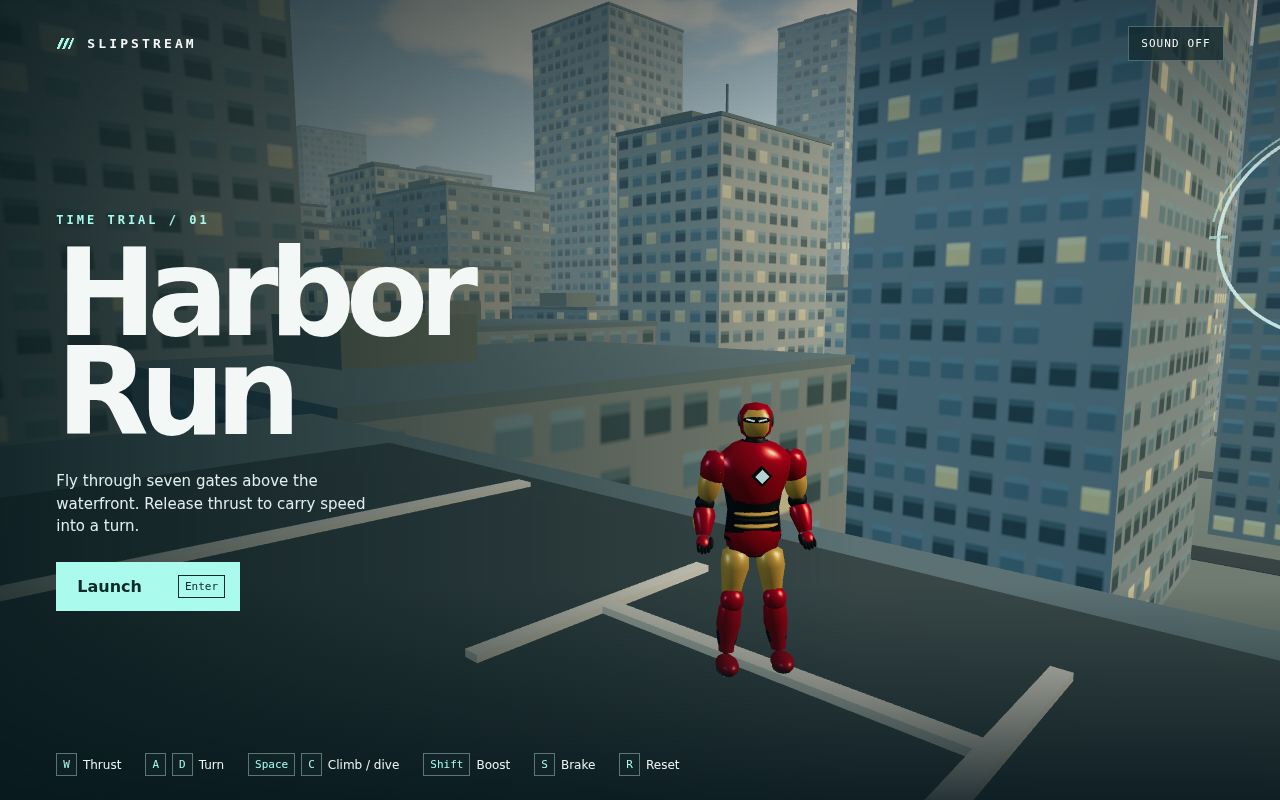 SLIPSTREAM
SOUND OFF
TIME TRIAL / 01
Harbor
Run
Fly through seven gates above the
waterfront. Release thrust to carry speed
into a turn.
Launch Enter
W Thrust A D Turn Space C Climb / dive Shift Boost S Brake R Reset